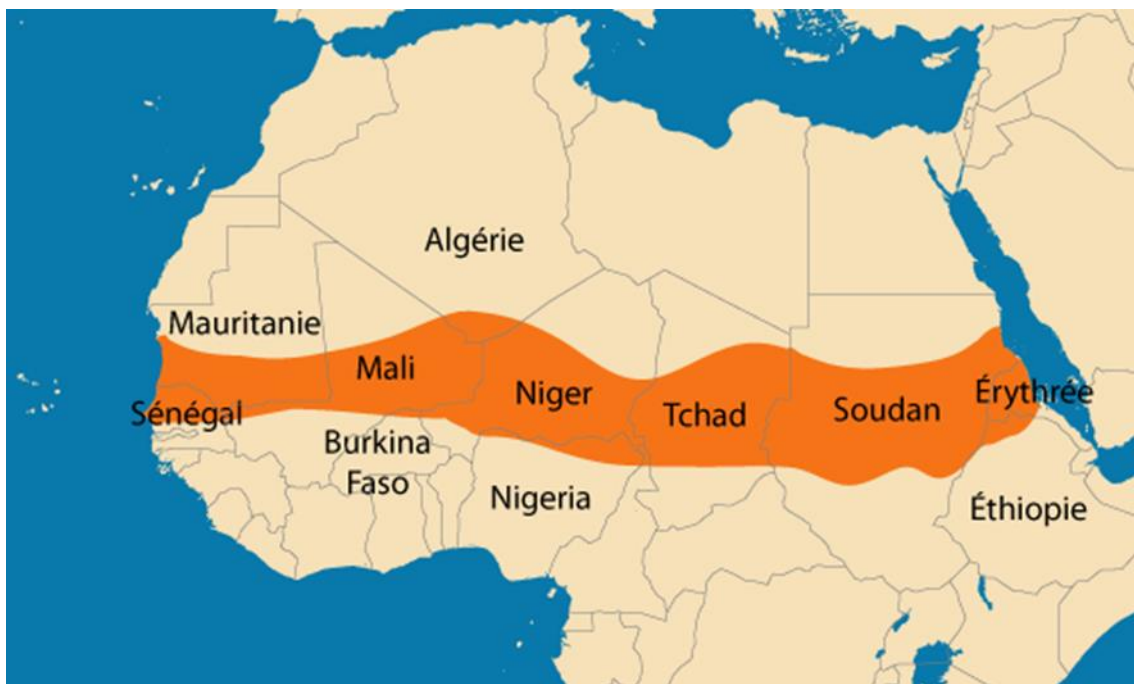 Algérie
Mauritanie
Mali
Niger
Tchad
Soudan
Érythrée
Sénégal
Burkina
Faso
Nigeria
Éthiopie